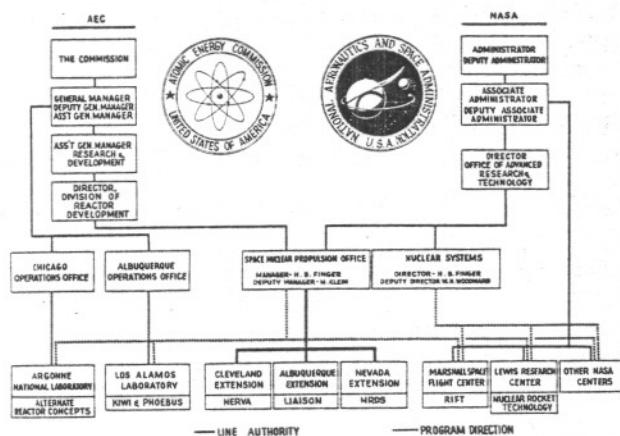 AEC
NASA
THE COMMISSION
GENERAL MANAGER
DEPUTY GEN. MANAGER
ASS'T GEN. MANAGER
ASS'T GEN. MANAGER
RESEARCH &
DEVELOPMENT
DIRECTOR,
DIVISION OF
REACTOR
DEVELOPMENT
ATOMIC ENERGY COMMISSION
UNITED STATES OF AMERICA
NATIONAL AERONAUTICS AND SPACE ADMINISTRATION
U.S.A.
ADMINISTRATOR
DEPUTY ADMINISTRATOR
ASSOCIATE
ADMINISTRATOR
DEPUTY ASSOCIATE
ADMINISTRATOR
DIRECTOR
OFFICE OF ADVANCED
RESEARCH &
TECHNOLOGY
CHICAGO
OPERATIONS OFFICE
ALBUQUERQUE
OPERATIONS OFFICE
SPACE NUCLEAR PROPULSION OFFICE
MANAGER - H. B. FINGER
DEPUTY MANAGER - M. KLEIN
NUCLEAR SYSTEMS
DIRECTOR - H. B. FINGER
DEPUTY DIRECTOR W. H. WOODWARD
ARGONNE
NATIONAL LABORATORY
ALTERNATE
REACTOR CONCEPTS
LOS ALAMOS
LABORATORY
KIWI & PHOEBUS
CLEVELAND
EXTENSION
NERVA
ALBUQUERQUE
EXTENSION
LIAISON
NEVADA
EXTENSION
NRDS
MARSHALL SPACE
FLIGHT CENTER
RIFT
LEWIS RESEARCH
CENTER
NUCLEAR ROCKET
TECHNOLOGY
OTHER NASA
CENTERS
LINE AUTHORITY
PROGRAM DIRECTION